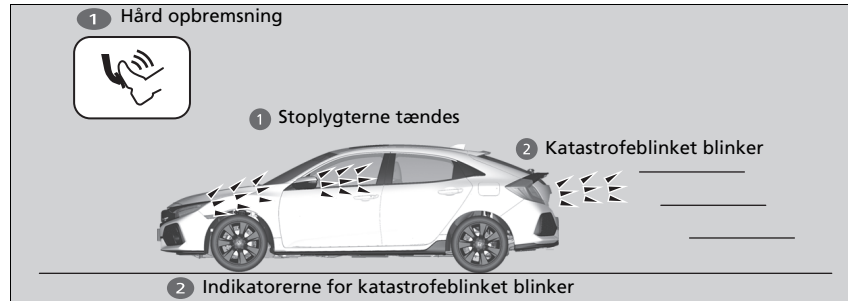 1 Hård opbremsning
1 Stoplygterne tændes
2 Katastrofeblinket blinker
2 Indikatorerne for katastrofeblinket blinker